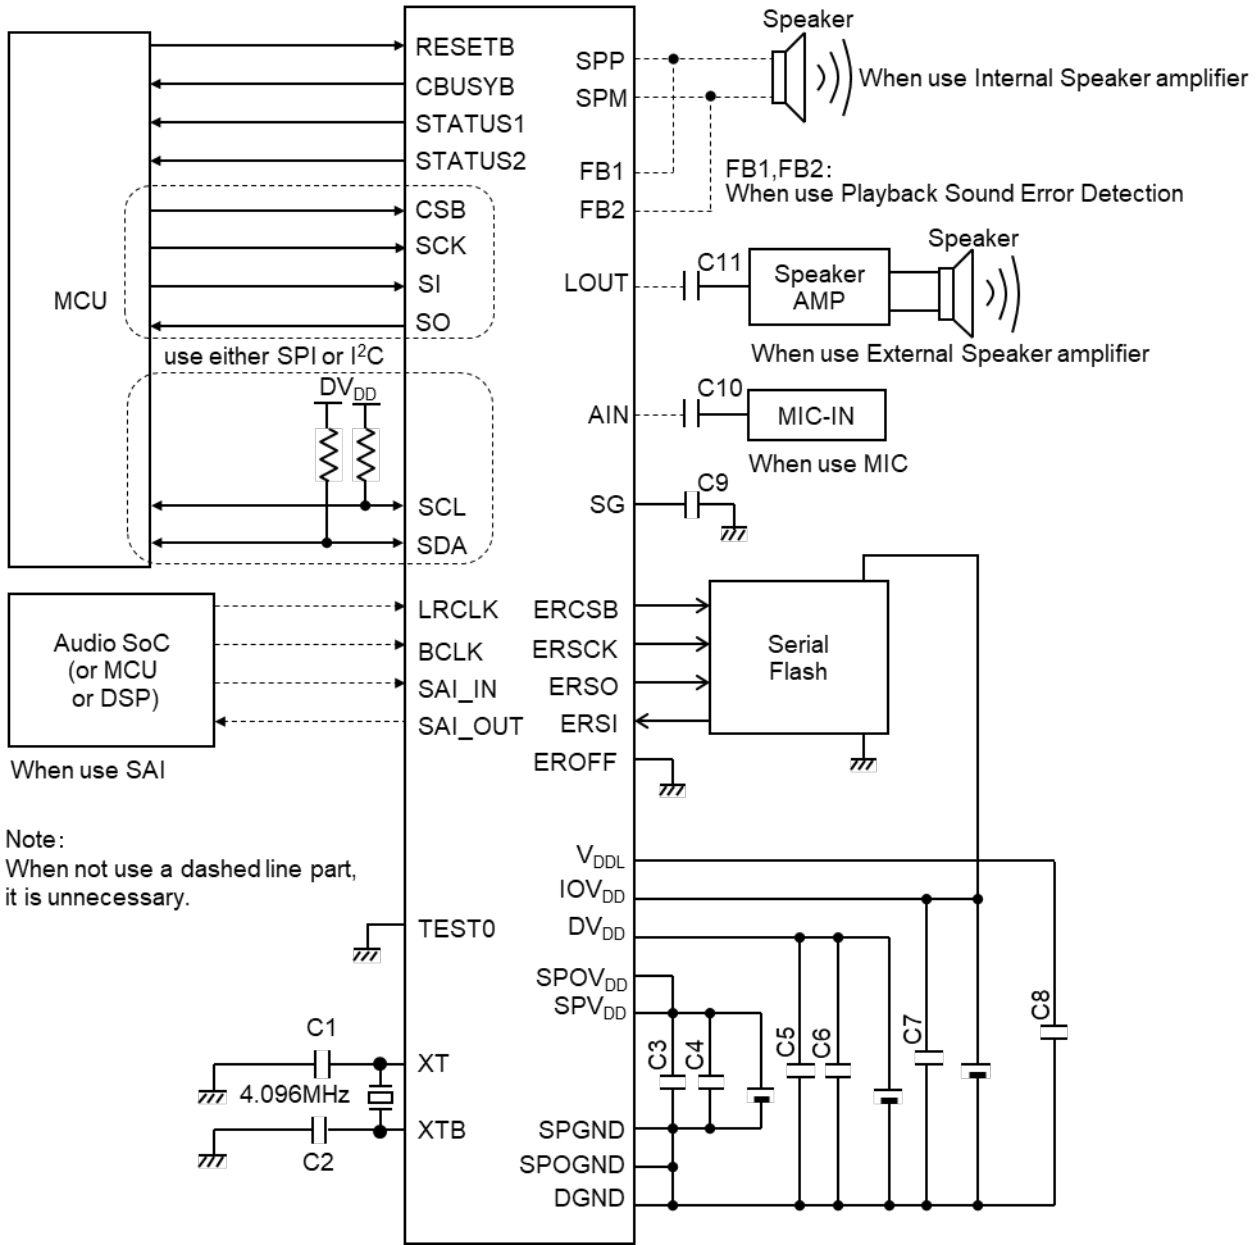 MCU
use either SPI or I²C
DVDD
Audio SoC
(or MCU
or DSP)
When use SAI
Note:
When not use a dashed line part,
it is unnecessary.
C1
4.096MHz
C2
RESETB
CBUSYB
STATUS1
STATUS2
CSB
SCK
SI
SO
SCL
SDA
LRCLK
BCLK
SAI_IN
SAI_OUT
TEST0
XT
XTB
SPP
SPM
FB1
FB2
LOUT
AIN
SG
ERCSB
ERSCK
ERSO
ERSI
EROFF
VDDL
IOVDD
DVDD
SPOVDD
SPVDD
SPGND
SPOGND
DGND
Speaker
When use Internal Speaker amplifier
FB1,FB2:
When use Playback Sound Error Detection
Speaker
C11
Speaker
AMP
When use External Speaker amplifier
C10
MIC-IN
When use MIC
C9
Serial
Flash
C3
C4
C5
C6
C7
C8